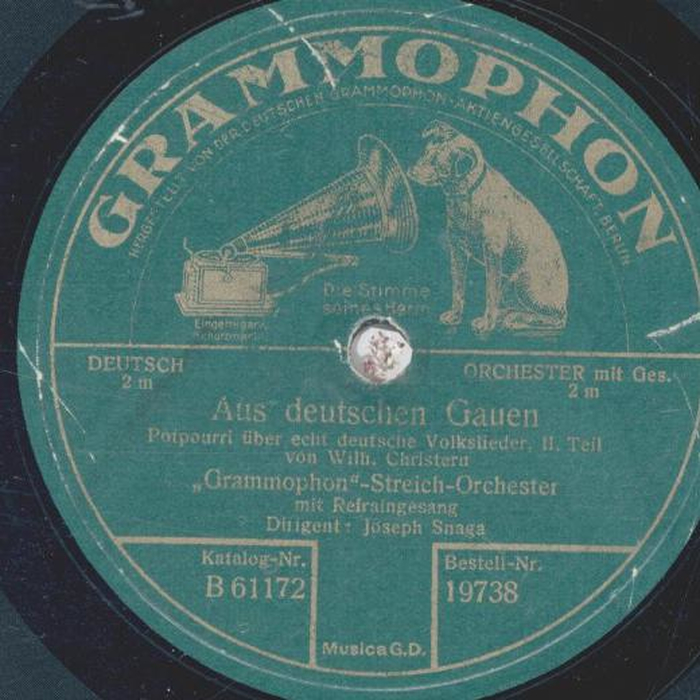 GRAMMOPHON
HERGESTELLT VON DER DEUTSCHEN GRAMMOPHON-AKTIENGESELLSCHAFT, BERLIN
Die Stimme
seines Herrn
Eingetragene
Schutzmarke
DEUTSCH
2 m
ORCHESTER mit Ges.
2 m
Aus deutschen Gauen
Potpourri über echt deutsche Volkslieder, II. Teil
von Wilh. Christern
„Grammophon“-Streich-Orchester
mit Refraingesang
Dirigent: Joseph Snaga
Katalog-Nr.
B 61172
Bestell-Nr.
19738
Musica G.D.